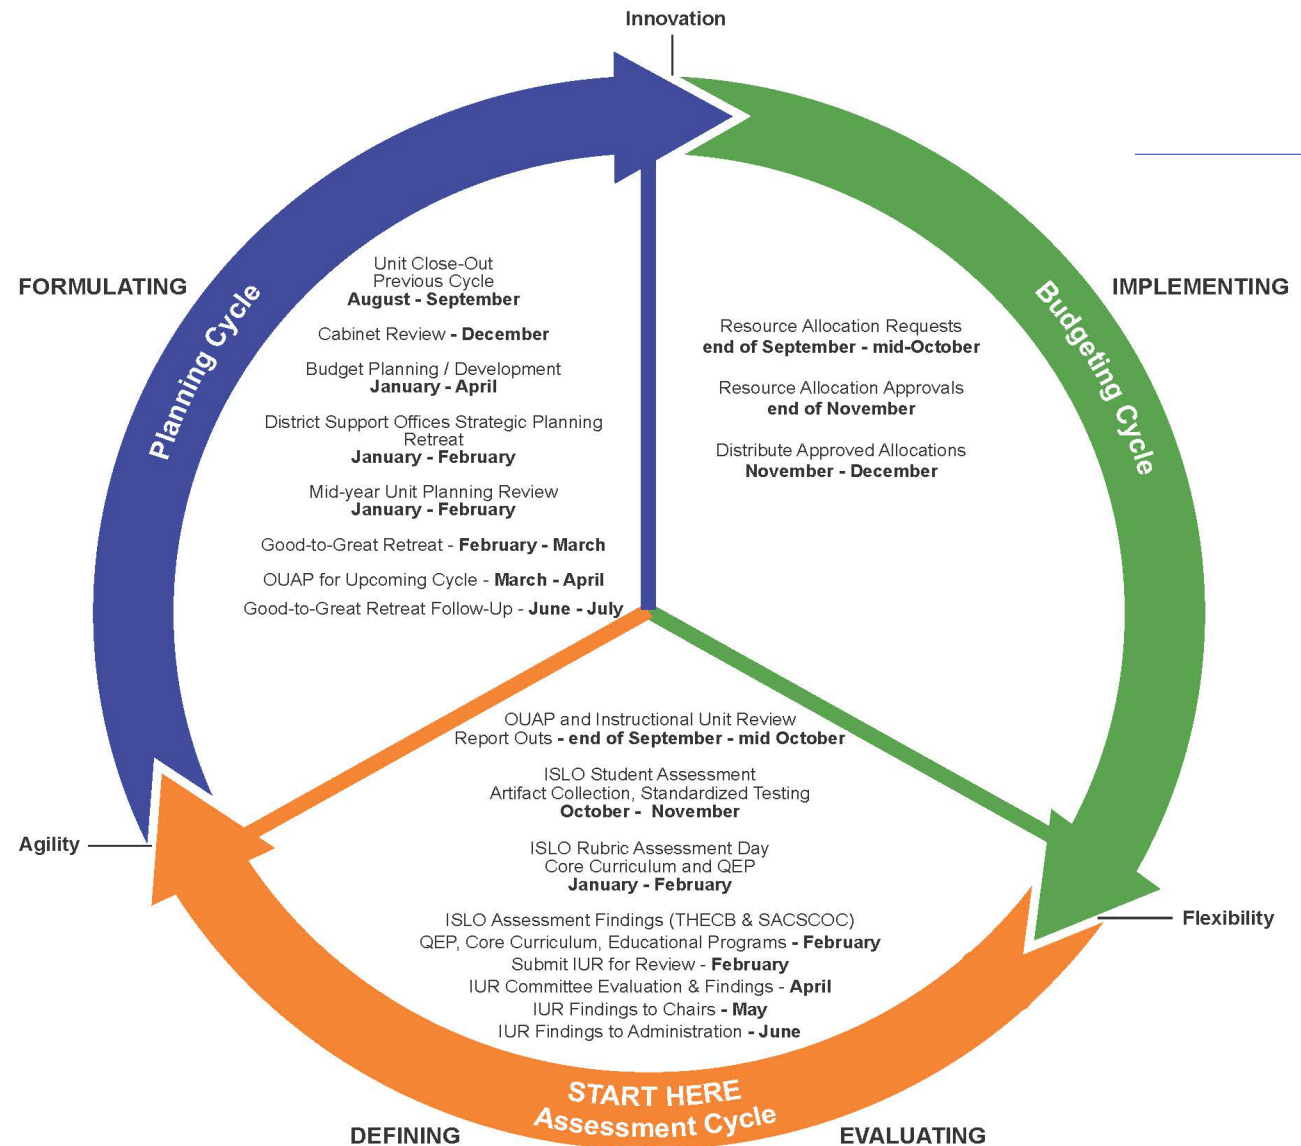 Innovation
FORMULATING
Planning Cycle
Unit Close-Out
Previous Cycle
August - September
Cabinet Review - December
Budget Planning / Development
January - April
District Support Offices Strategic Planning
Retreat
January - February
Mid-year Unit Planning Review
January - February
Good-to-Great Retreat - February - March
OUAP for Upcoming Cycle - March - April
Good-to-Great Retreat Follow-Up - June - July
IMPLEMENTING
Budgeting Cycle
Resource Allocation Requests
end of September - mid-October
Resource Allocation Approvals
end of November
Distribute Approved Allocations
November - December
Agility
Flexibility
OUAP and Instructional Unit Review
Report Outs - end of September - mid October
ISLO Student Assessment
Artifact Collection, Standardized Testing
October - November
ISLO Rubric Assessment Day
Core Curriculum and QEP
January - February
ISLO Assessment Findings (THECB & SACSCOC)
QEP, Core Curriculum, Educational Programs - February
Submit IUR for Review - February
IUR Committee Evaluation & Findings - April
IUR Findings to Chairs - May
IUR Findings to Administration - June
START HERE
Assessment Cycle
DEFINING
EVALUATING